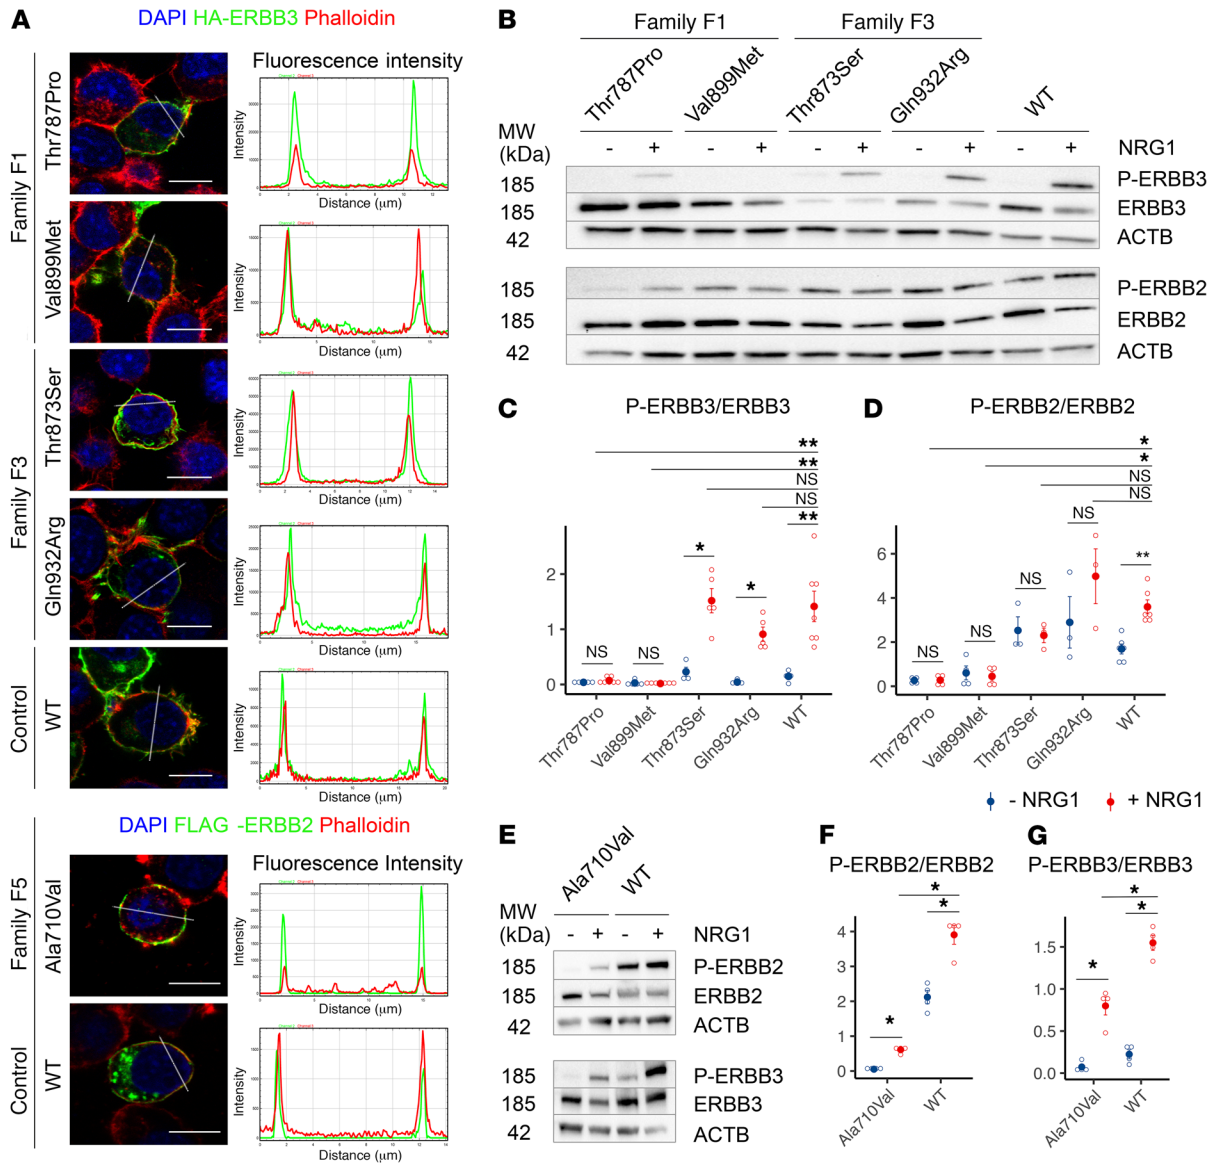 A
DAPI HA-ERBB3 Phalloidin
Fluorescence intensity
Family F1
Thr787Pro
Intensity
Distance (μm)
Val899Met
Intensity
Distance (μm)
Family F3
Thr873Ser
Intensity
Distance (μm)
Gln932Arg
Intensity
Distance (μm)
Control
WT
Intensity
Distance (μm)
DAPI FLAG -ERBB2 Phalloidin
Fluorescence Intensity
Family F5
Ala710Val
Intensity
Distance (μm)
Control
WT
Intensity
Distance (μm)
B
Family F1 Family F3
Thr787Pro Val899Met Thr873Ser Gln932Arg WT
MW
(kDa)
- + - + - + - + - + NRG1
185 P-ERBB3
185 ERBB3
42 ACTB
185 P-ERBB2
185 ERBB2
42 ACTB
C
P-ERBB3/ERBB3
**
**
NS
NS
**
*
*
NS NS
2
1
0
Thr787Pro Val899Met Thr873Ser Gln932Arg WT
D
P-ERBB2/ERBB2
*
*
NS
NS
NS
**
NS
NS
NS
6
4
2
0
Thr787Pro Val899Met Thr873Ser Gln932Arg WT
- NRG1 + NRG1
E
Ala710Val WT
MW
(kDa)
- + - + NRG1
185 P-ERBB2
185 ERBB2
42 ACTB
185 P-ERBB3
185 ERBB3
42 ACTB
F
P-ERBB2/ERBB2
*
*
*
4
3
2
1
0
Ala710Val WT
G
P-ERBB3/ERBB3
*
*
*
1.5
1.0
0.5
0.0
Ala710Val WT